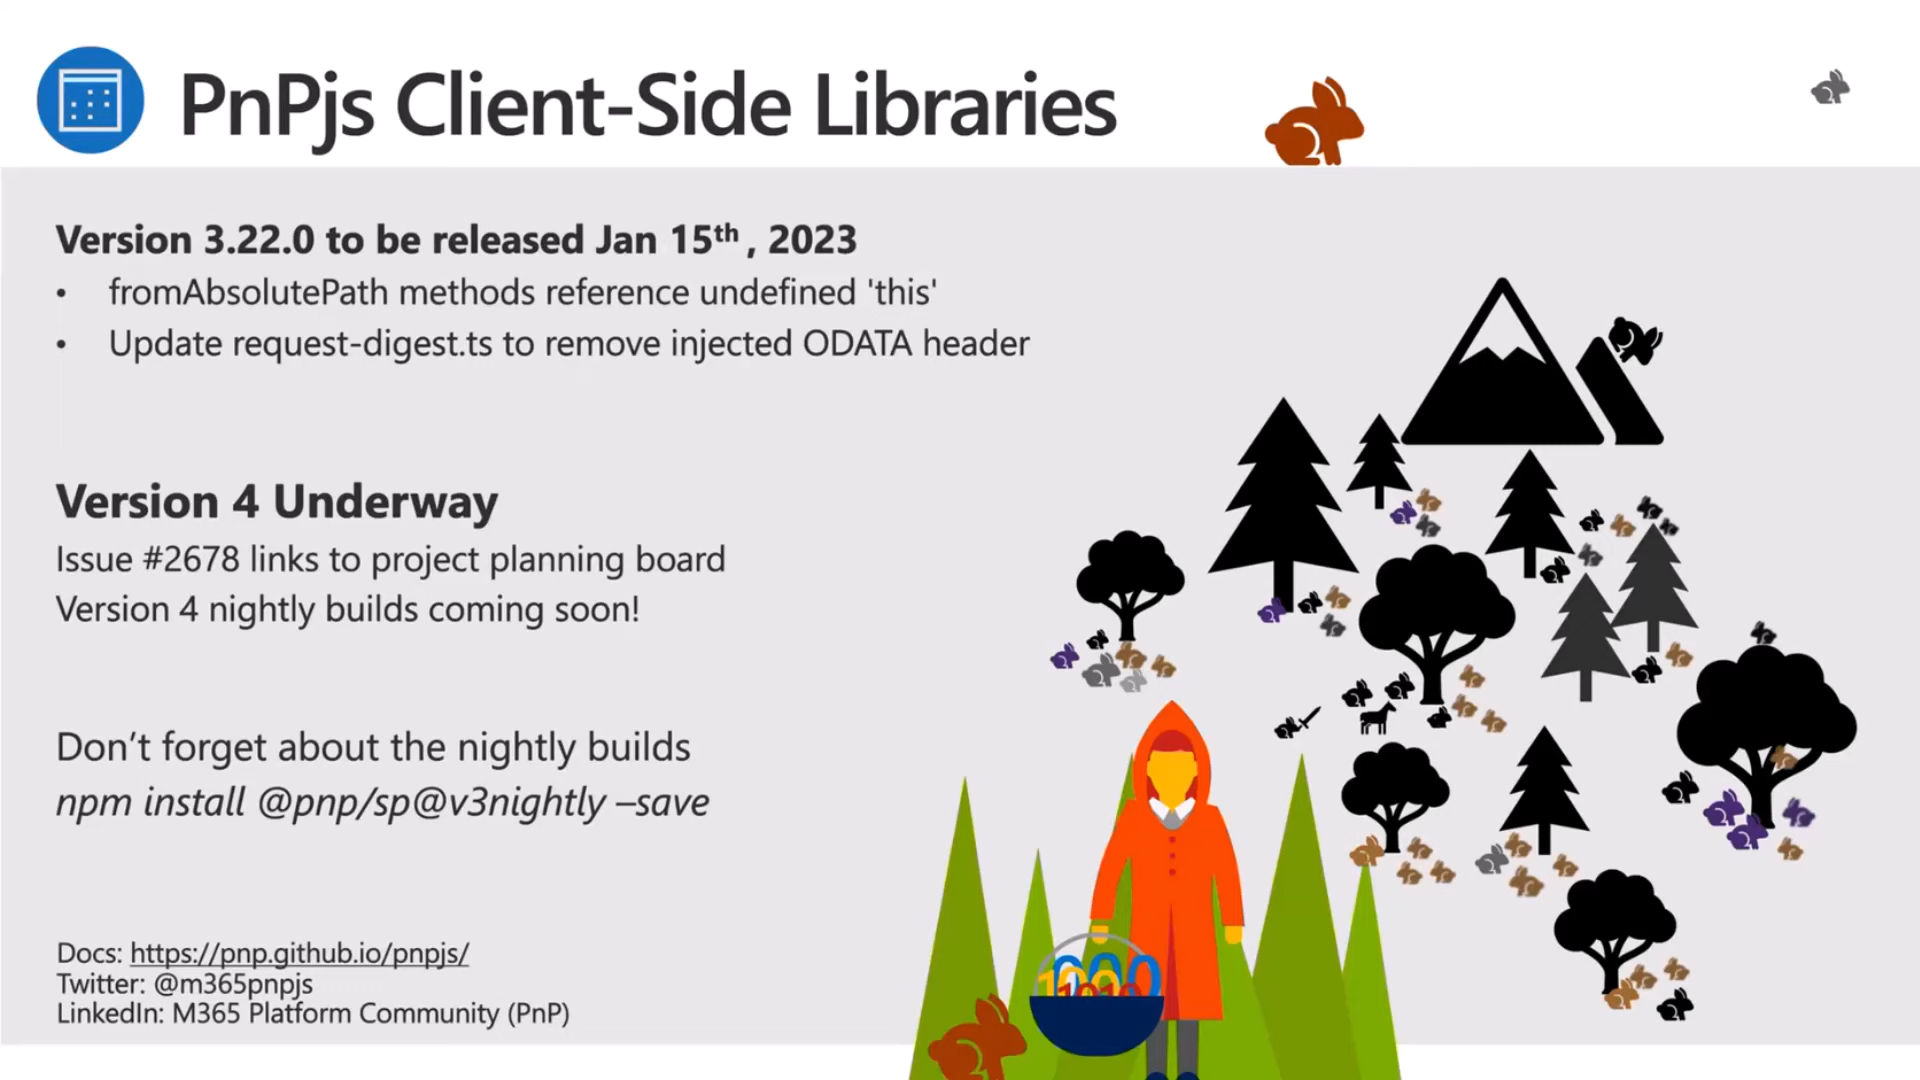 PnPjs Client-Side Libraries
Version 3.22.0 to be released Jan 15th , 2023
• fromAbsolutePath methods reference undefined 'this'
• Update request-digest.ts to remove injected ODATA header
Version 4 Underway
Issue #2678 links to project planning board
Version 4 nightly builds coming soon!
Don’t forget about the nightly builds
npm install @pnp/sp@v3nightly –save
Docs: https://pnp.github.io/pnpjs/
Twitter: @m365pnpjs
LinkedIn: M365 Platform Community (PnP)